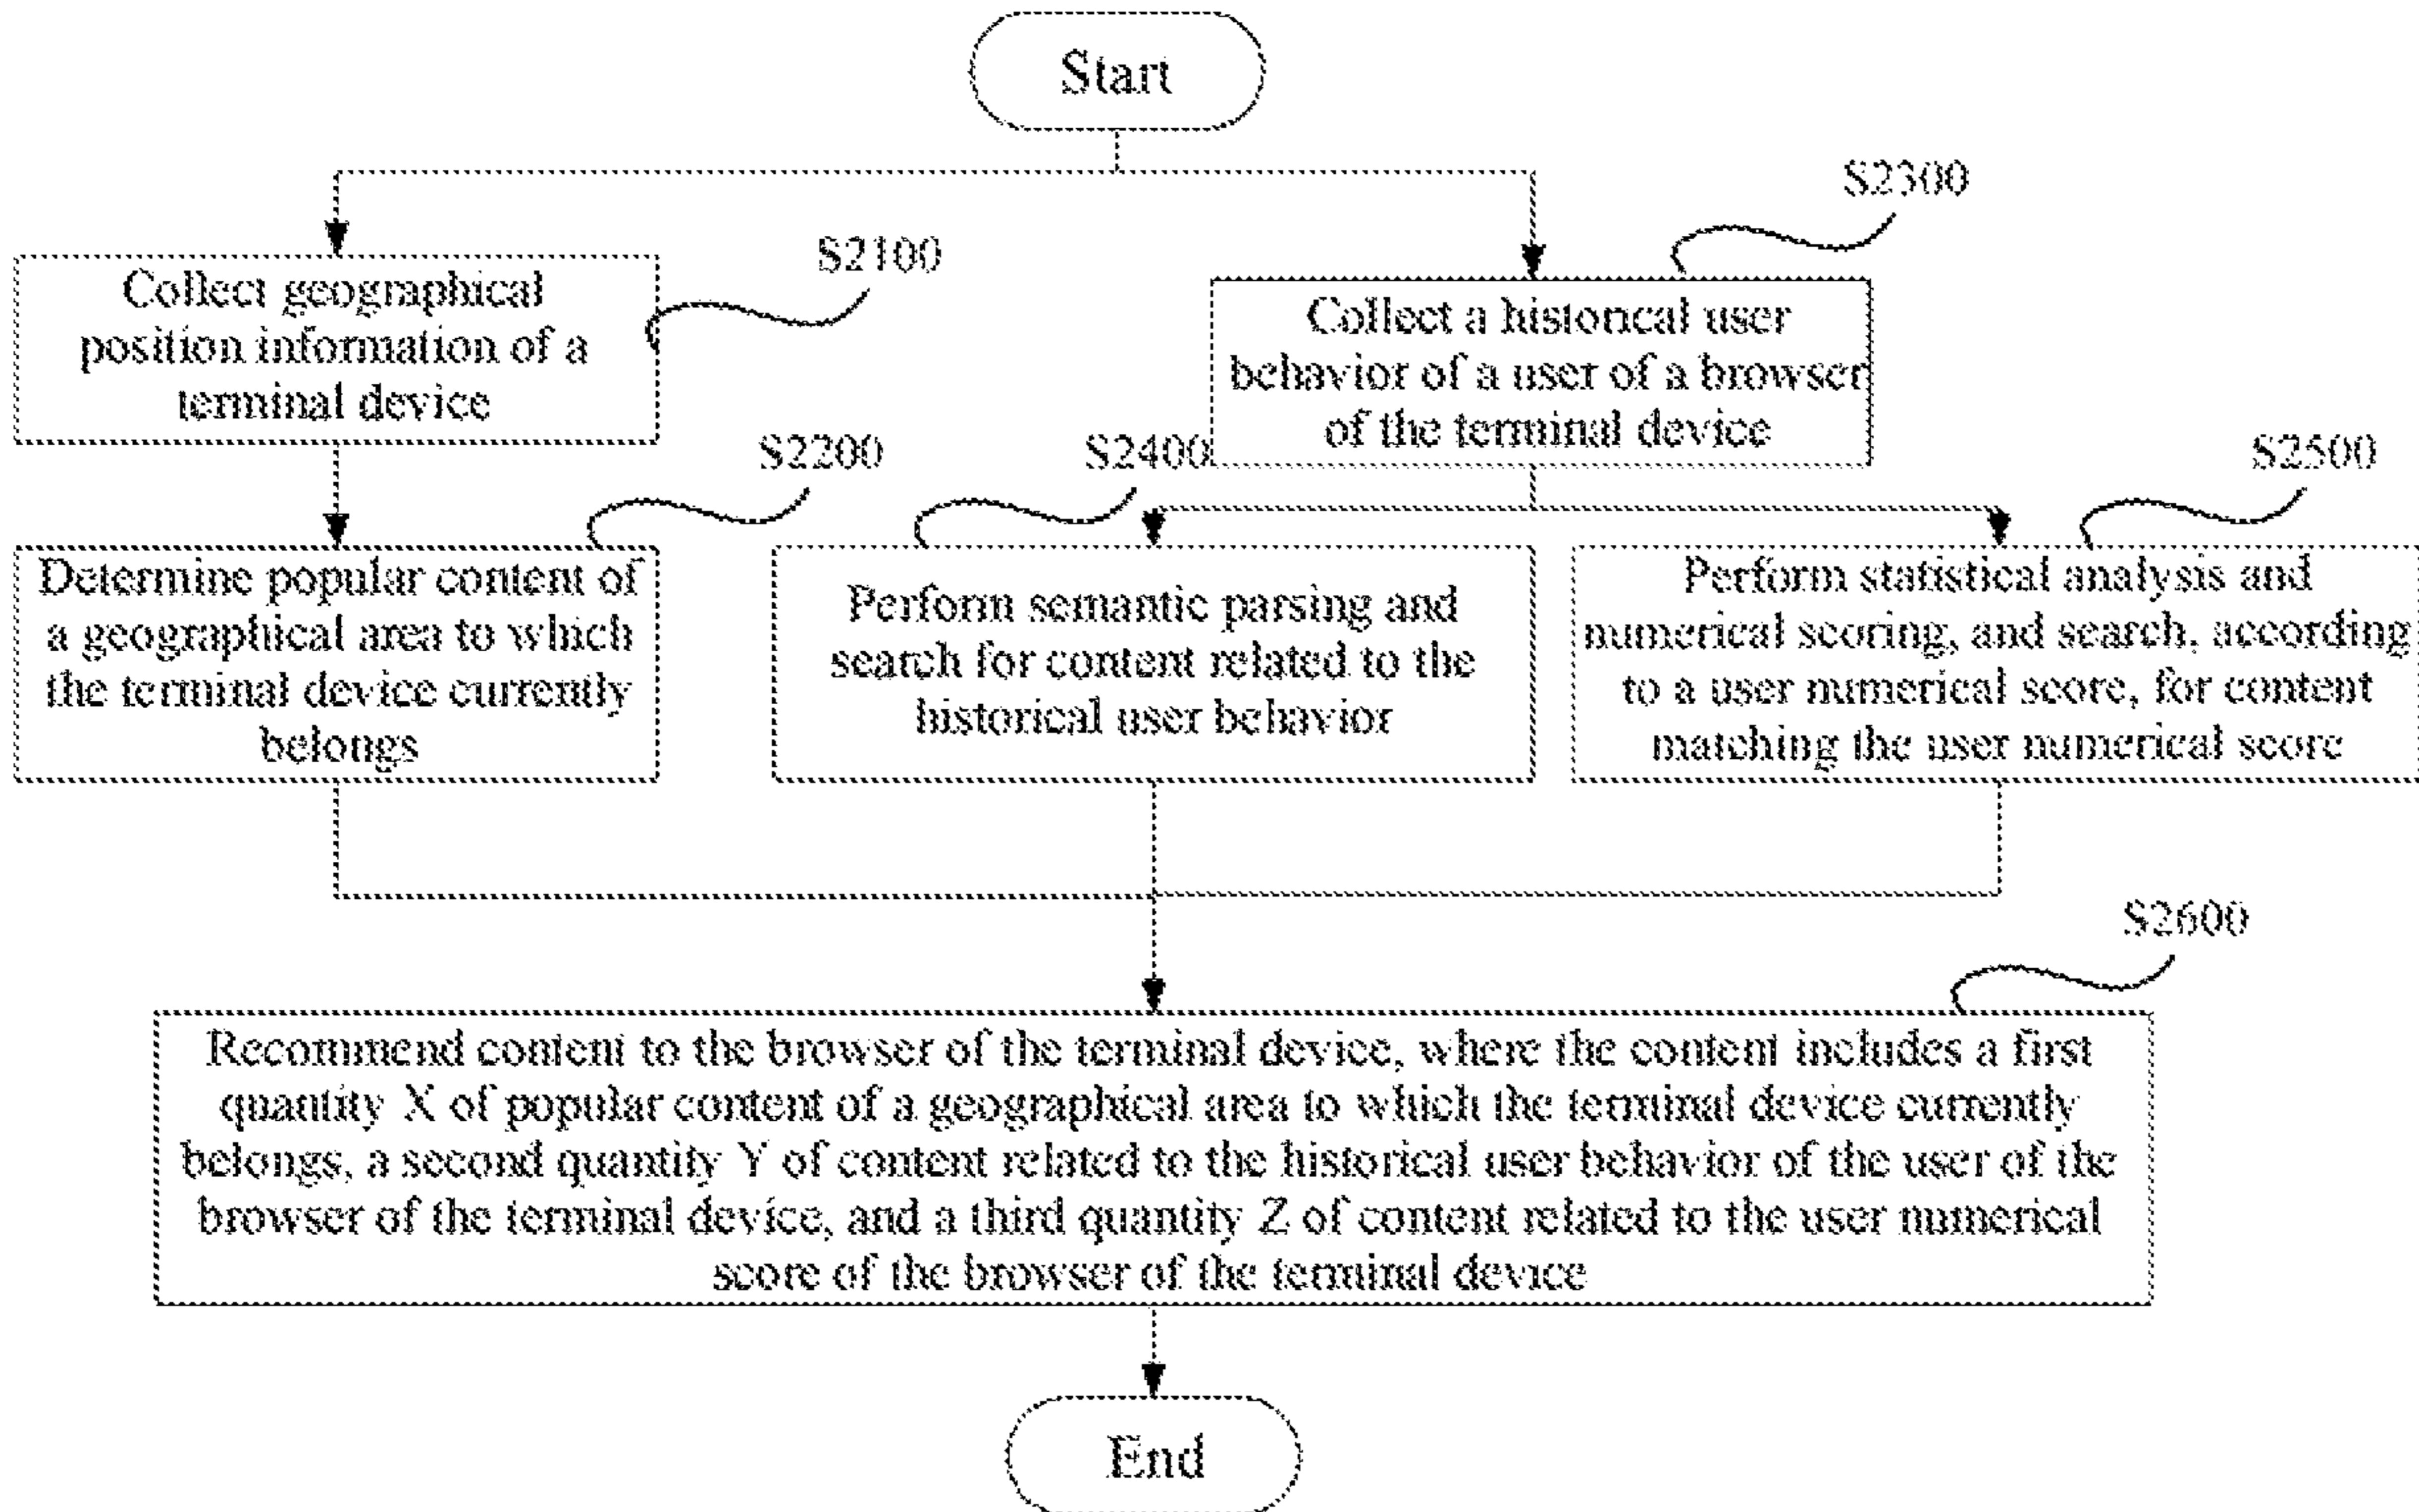 Start
S2300
S2100
Collect geographical
position information of a
terminal device
Collect a historical user
behavior of a user of a browser
of the terminal device
S2200
S2400
S2500
Determine popular content of
a geographical area to which
the terminal device currently
belongs
Perform semantic parsing and
search for content related to the
historical user behavior
Perform statistical analysis and
numerical scoring, and search, according
to a user numerical score, for content
matching the user numerical score
S2600
Recommend content to the browser of the terminal device, where the content includes a first
quantity X of popular content of a geographical area to which the terminal device currently
belongs, a second quantity Y of content related to the historical user behavior of the user of the
browser of the terminal device, and a third quantity Z of content related to the user numerical
score of the browser of the terminal device
End